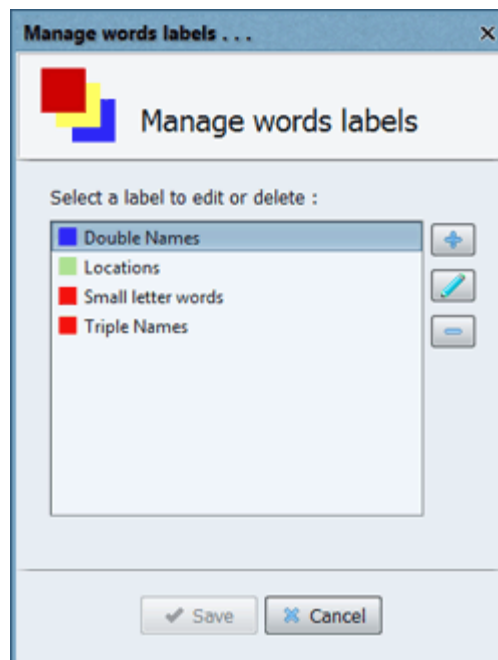 Manage words labels . . .
Manage words labels
Select a label to edit or delete :
Double Names
Locations
Small letter words
Triple Names
Save
Cancel